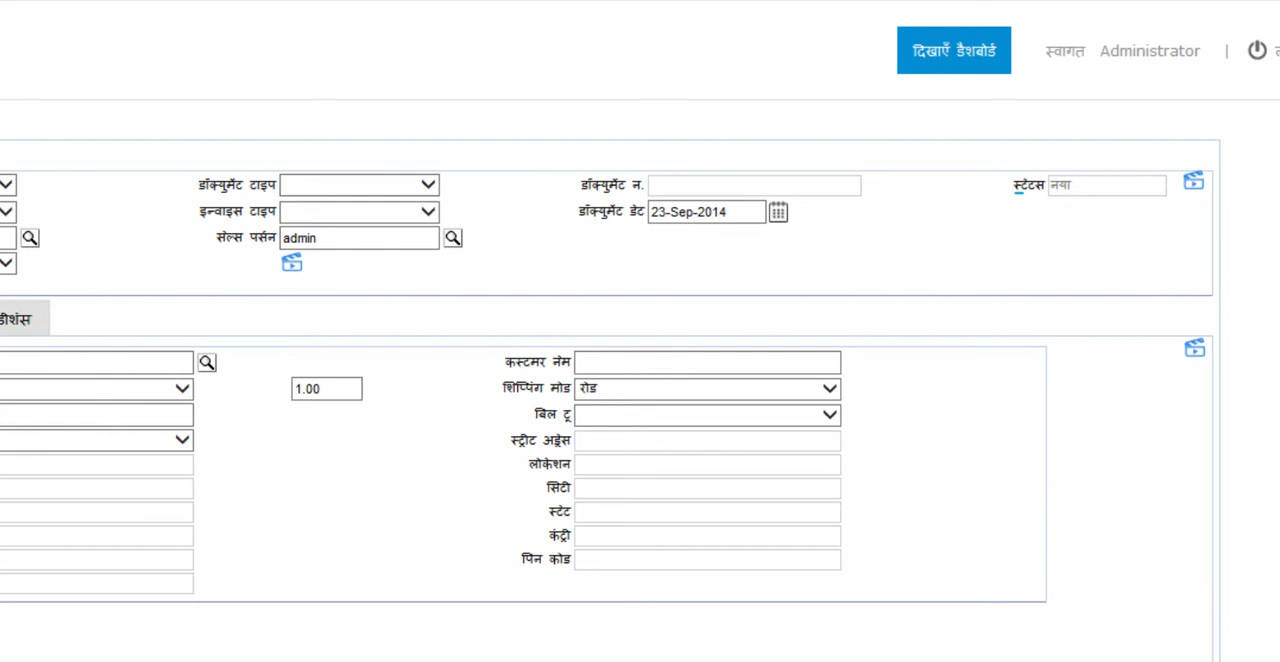 दिखाएँ डैशबोर्ड स्वागत Administrator |
डॉक्युमेंट टाइप डॉक्युमेंट न. स्टेटस नया
इन्वाइस टाइप डॉक्युमेंट डेट 23-Sep-2014
सेल्स पर्सन admin
डीशंस
कस्टमर नेम
1.00 शिप्पिंग मोड रोड
बिल टू
स्ट्रीट अड्रेस
लोकेशन
सिटी
स्टेट
कंट्री
पिन कोड